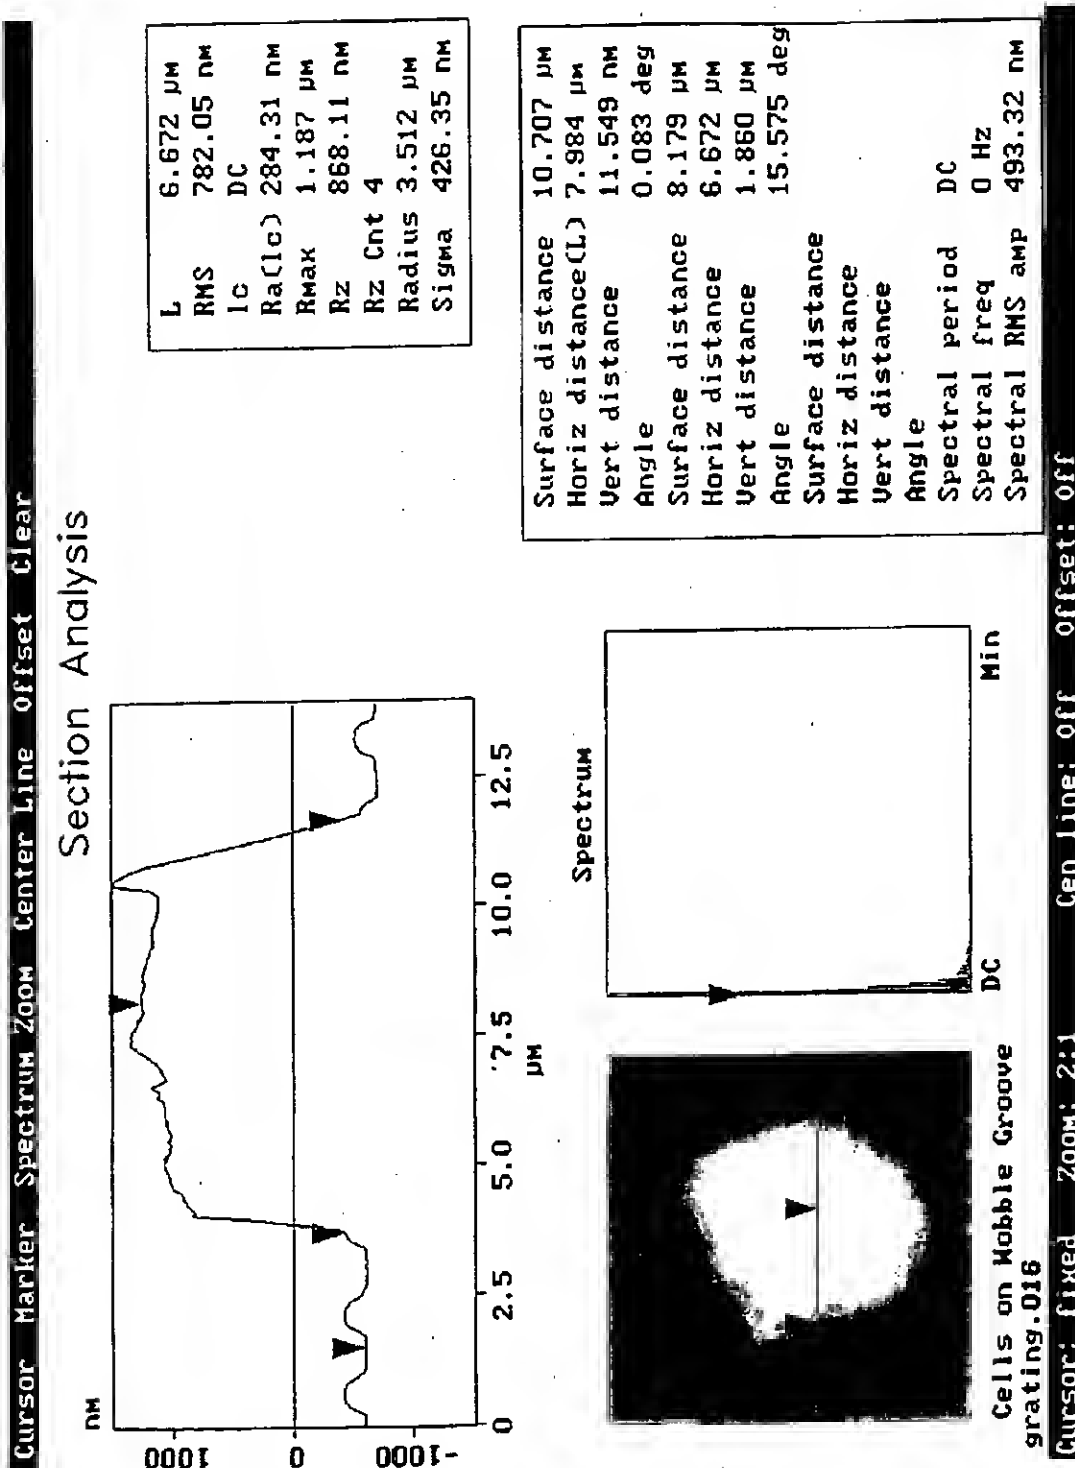 Cursor Marker Spectrum Zoom Center Line Offset Clear
Section Analysis
nM
1000
0
-1000
0
2.5
5.0
7.5
10.0
12.5
µM
L 6.672 µM
RMS 782.05 nM
lc DC
Ra(lc) 284.31 nM
RMax 1.187 µM
Rz 868.11 nM
Rz Cnt 4
Radius 3.512 µM
Sigma 426.35 nM
Cells on Wobble Groove
grating.016
Spectrum
DC
Min
Surface distance 10.707 µM
Horiz distance(L) 7.984 µM
Vert distance 11.549 nM
Angle 0.083 deg
Surface distance 8.179 µM
Horiz distance 6.672 µM
Vert distance 1.860 µM
Angle 15.575 deg
Surface distance
Horiz distance
Vert distance
Angle
Spectral period DC
Spectral freq 0 Hz
Spectral RMS aMP 493.32 nM
Cursor: fixed Zoom: 2:1 Cen line: Off Offset: Off